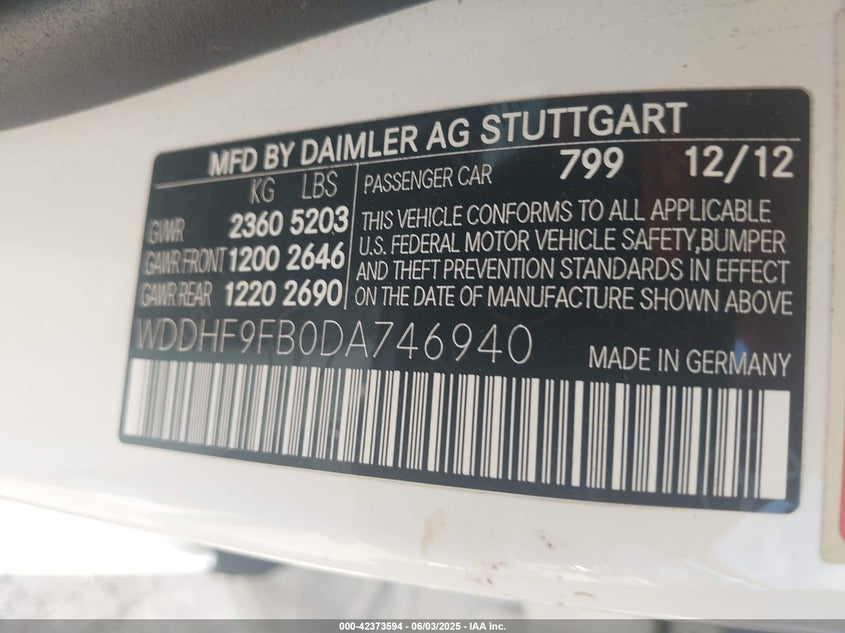 MFD BY DAIMLER AG STUTTGART
KG LBS
GVWR 2360 5203
GAWR FRONT 1200 2646
GAWR REAR 1220 2690
PASSENGER CAR 799 12/12
THIS VEHICLE CONFORMS TO ALL APPLICABLE
U.S. FEDERAL MOTOR VEHICLE SAFETY,BUMPER
AND THEFT PREVENTION STANDARDS IN EFFECT
ON THE DATE OF MANUFACTURE SHOWN ABOVE
WDDHF9FB0DA746940
MADE IN GERMANY
000-42373594 - 06/03/2025 - IAA Inc.